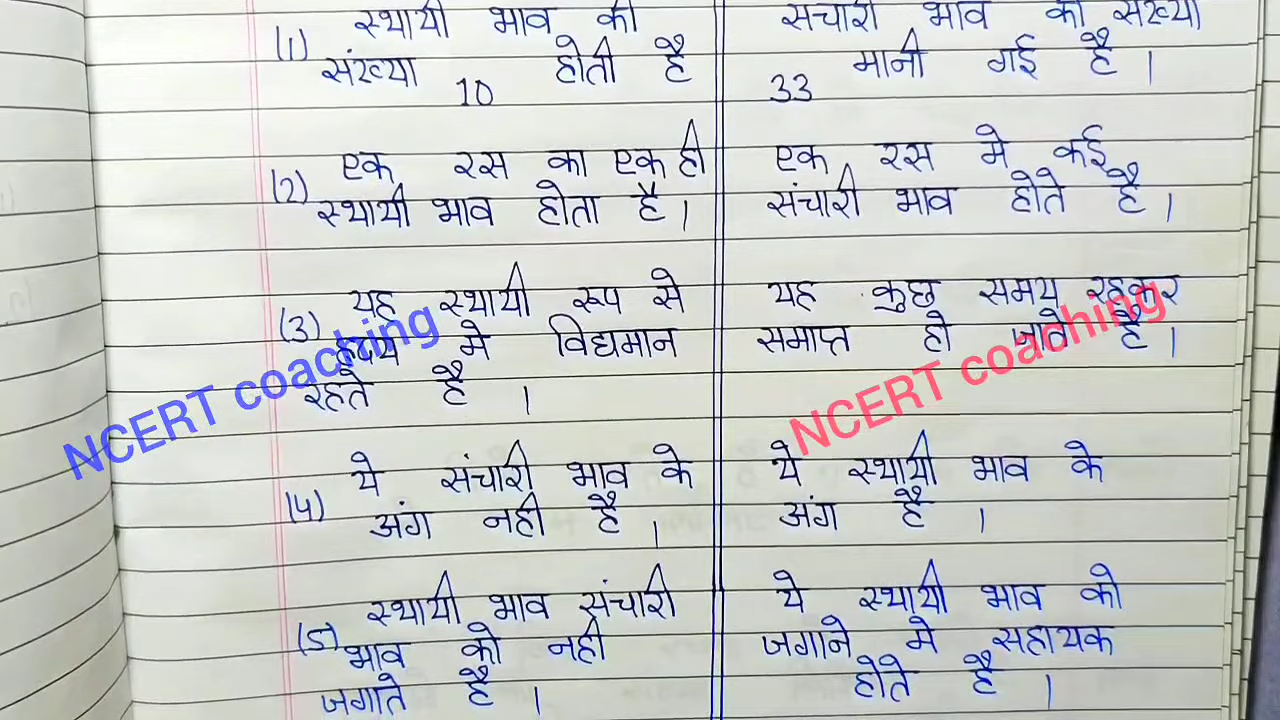 (1) स्थायी भाव की
संख्या 10 होती है
(2) एक रस का एक ही
स्थायी भाव होता है।
(3) यह स्थायी रूप से
हृदय मे विद्यमान
रहते है ।
(4) ये संचारी भाव के
अंग नही है ।
(5) स्थायी भाव संचारी
भाव को नही
जगाते है ।
संचारी भाव की संख्या
33 मानी गई है ।
एक रस मे कई
संचारी भाव होते है ।
यह कुछ समय रहकर
समाप्त हो जाते है ।
ये स्थायी भाव के
अंग है ।
ये स्थायी भाव को
जगाने मे सहायक
होते है ।
NCERT coaching
NCERT coaching